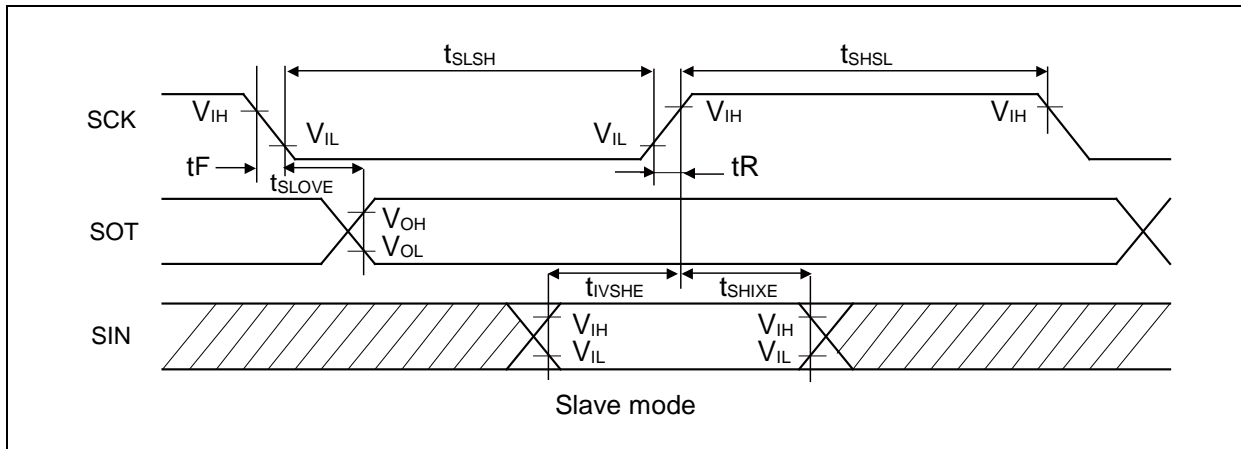 tSLSH
tSHSL
SCK
VIH
VIL
VIL
VIH
VIH
tF
tSLOVE
tR
SOT
VOH
VOL
tIVSHE
tSHIXE
SIN
VIH
VIL
VIH
VIL
Slave mode